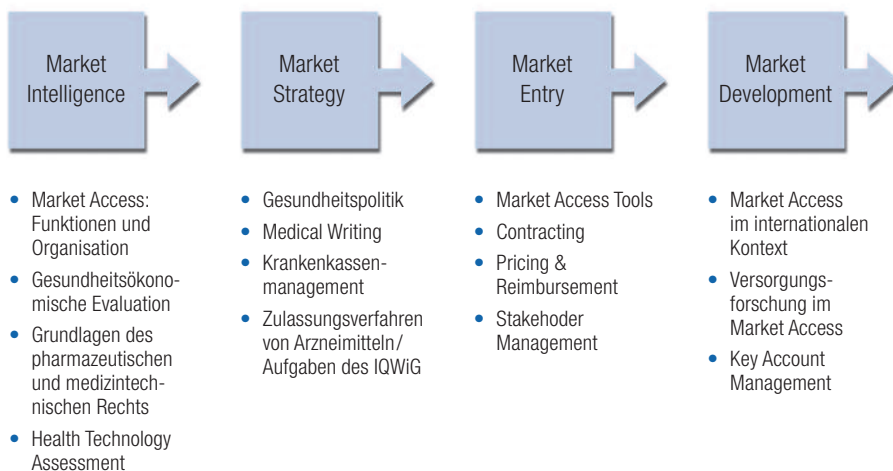 Market
Intelligence
Market
Strategy
Market
Entry
Market
Development
• Market Access:
Funktionen und
Organisation
• Gesundheitsökono-
mische Evaluation
• Grundlagen des
pharmazeutischen
und medizintech-
nischen Rechts
• Health Technology
Assessment
• Gesundheitspolitik
• Medical Writing
• Krankenkassen-
management
• Zulassungsverfahren
von Arzneimitteln/
Aufgaben des IQWiG
• Market Access Tools
• Contracting
• Pricing &
Reimbursement
• Stakehoder
Management
• Market Access
im internationalen
Kontext
• Versorgungs-
forschung im
Market Access
• Key Account
Management